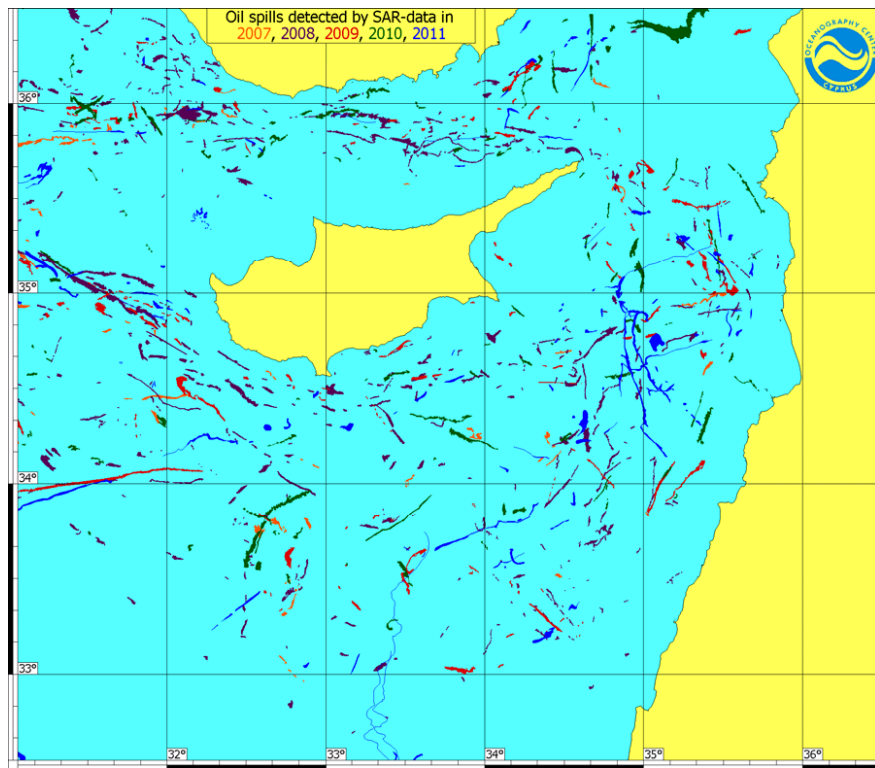 Oil spills detected by SAR-data in
2007, 2008, 2009, 2010, 2011
OCEANOGRAPHY CENTER
CYPRUS
36°
35°
34°
33°
32°
33°
34°
35°
36°